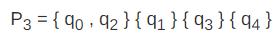 P₃ = { q₀ , q₂ } { q₁ } { q₃ } { q₄ }